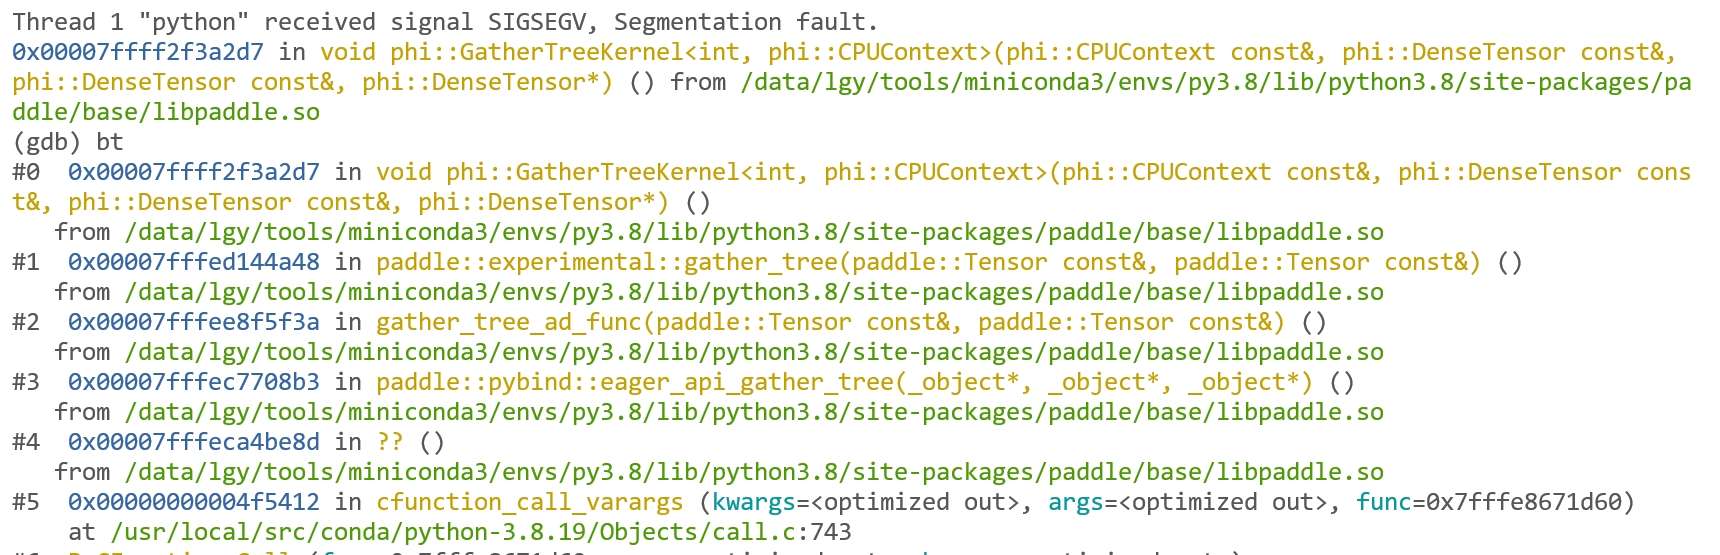 Thread 1 "python" received signal SIGSEGV, Segmentation fault.
0x00007ffff2f3a2d7 in void phi::GatherTreeKernel<int, phi::CPUContext>(phi::CPUContext const&, phi::DenseTensor const&,
phi::DenseTensor const&, phi::DenseTensor*) () from /data/lgy/tools/miniconda3/envs/py3.8/lib/python3.8/site-packages/pa
ddle/base/libpaddle.so
(gdb) bt
#0  0x00007ffff2f3a2d7 in void phi::GatherTreeKernel<int, phi::CPUContext>(phi::CPUContext const&, phi::DenseTensor cons
t&, phi::DenseTensor const&, phi::DenseTensor*) ()
   from /data/lgy/tools/miniconda3/envs/py3.8/lib/python3.8/site-packages/paddle/base/libpaddle.so
#1  0x00007fffed144a48 in paddle::experimental::gather_tree(paddle::Tensor const&, paddle::Tensor const&) ()
   from /data/lgy/tools/miniconda3/envs/py3.8/lib/python3.8/site-packages/paddle/base/libpaddle.so
#2  0x00007fffee8f5f3a in gather_tree_ad_func(paddle::Tensor const&, paddle::Tensor const&) ()
   from /data/lgy/tools/miniconda3/envs/py3.8/lib/python3.8/site-packages/paddle/base/libpaddle.so
#3  0x00007fffec7708b3 in paddle::pybind::eager_api_gather_tree(_object*, _object*, _object*) ()
   from /data/lgy/tools/miniconda3/envs/py3.8/lib/python3.8/site-packages/paddle/base/libpaddle.so
#4  0x00007fffeca4be8d in ?? ()
   from /data/lgy/tools/miniconda3/envs/py3.8/lib/python3.8/site-packages/paddle/base/libpaddle.so
#5  0x00000000004f5412 in cfunction_call_varargs (kwargs=<optimized out>, args=<optimized out>, func=0x7fffe8671d60)
    at /usr/local/src/conda/python-3.8.19/Objects/call.c:743